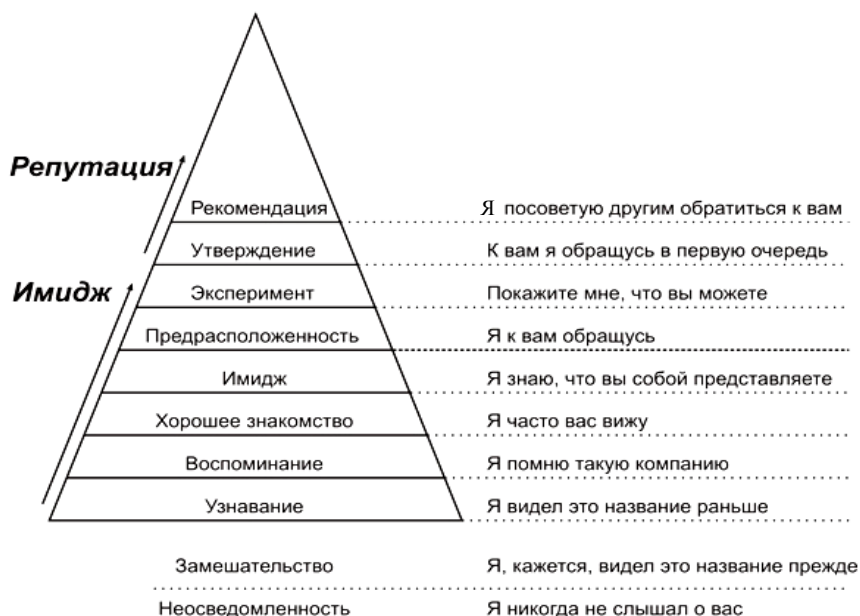 Репутация
Рекомендация Я посоветую другим обратиться к вам
Утверждение К вам я обращусь в первую очередь
Имидж
Эксперимент Покажите мне, что вы можете
Предрасположенность Я к вам обращусь
Имидж Я знаю, что вы собой представляете
Хорошее знакомство Я часто вас вижу
Воспоминание Я помню такую компанию
Узнавание Я видел это название раньше
Замешательство Я, кажется, видел это название прежде
Неосведомленность Я никогда не слышал о вас